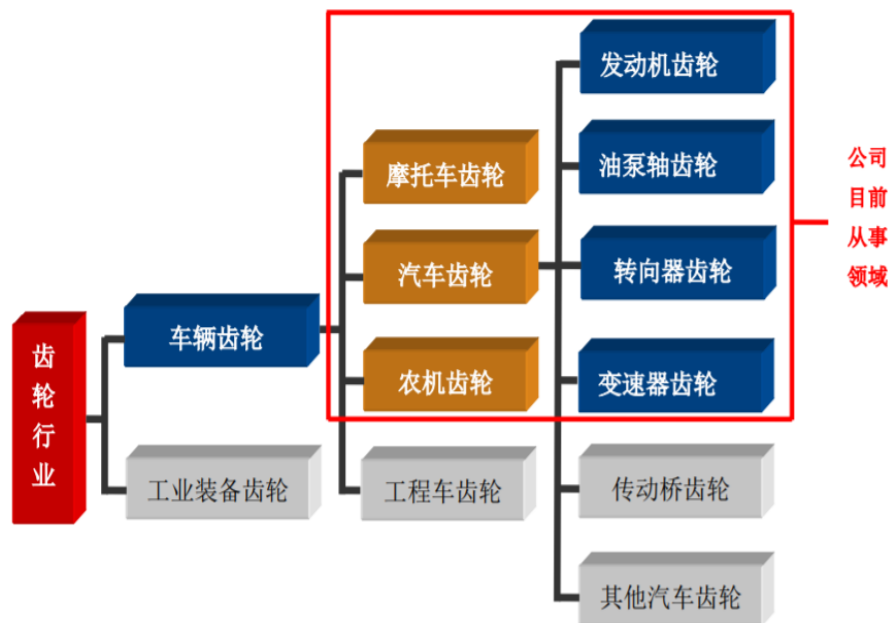 齿轮行业
车辆齿轮
工业装备齿轮
摩托车齿轮
汽车齿轮
农机齿轮
工程车齿轮
发动机齿轮
油泵轴齿轮
转向器齿轮
变速器齿轮
传动桥齿轮
其他汽车齿轮
公司
目前
从事
领域